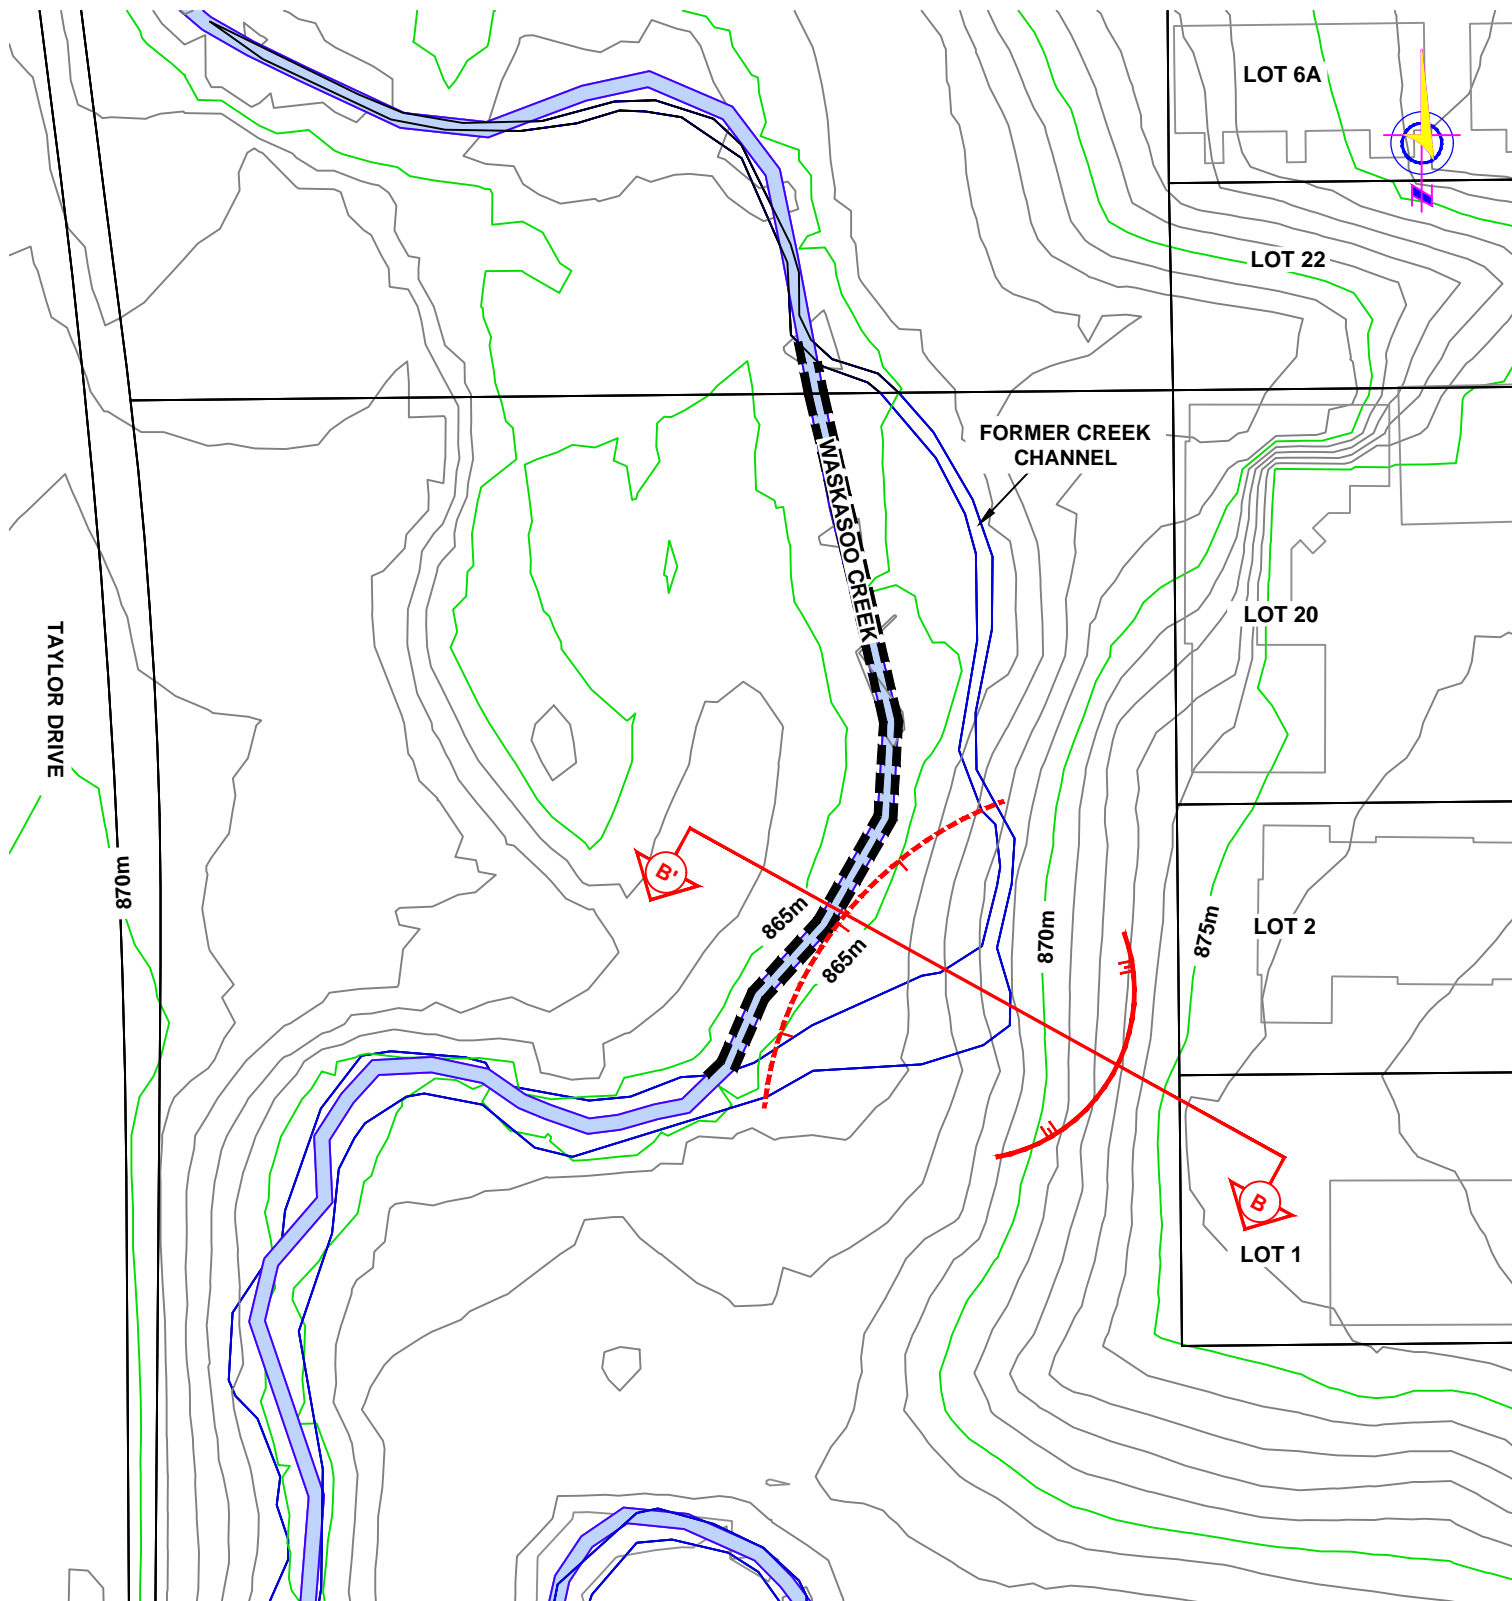 LOT 6A
N
LOT 22
FORMER CREEK
CHANNEL
WASKASOO CREEK
LOT 20
TAYLOR DRIVE
870m
B'
865m
865m
870m
875m
LOT 2
B
LOT 1